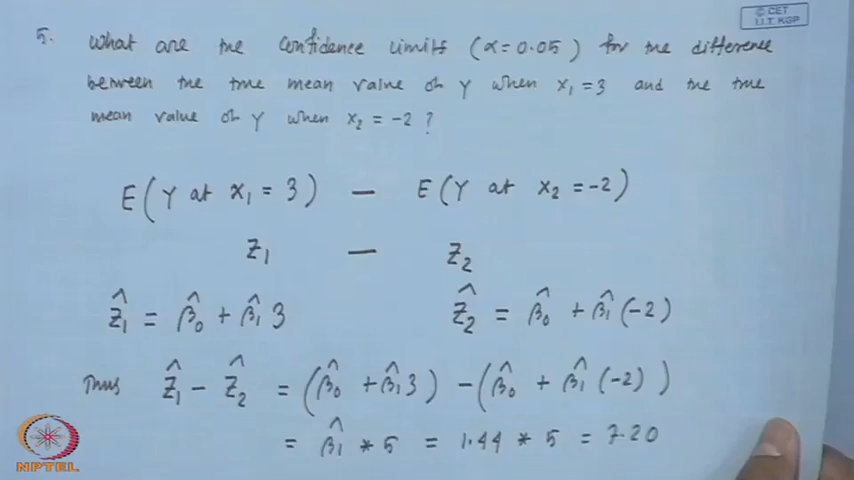 © CET
I.I.T. KGP
5. What are the Confidence limits (α=0.05) for the difference
between the true mean value of Y when x₁=3 and the true
mean value of Y when x₂ = -2 ?
E(Y at x₁ = 3) — E(Y at x₂ = -2)
Z₁ — Z₂
Ẑ₁ = β̂₀ + β̂₁ 3    Ẑ₂ = β̂₀ + β̂₁ (-2)
Thus Ẑ₁ - Ẑ₂ = (β̂₀ + β̂₁ 3) - (β̂₀ + β̂₁ (-2))
= β̂₁ * 5 = 1.44 * 5 = 7.20
NPTEL